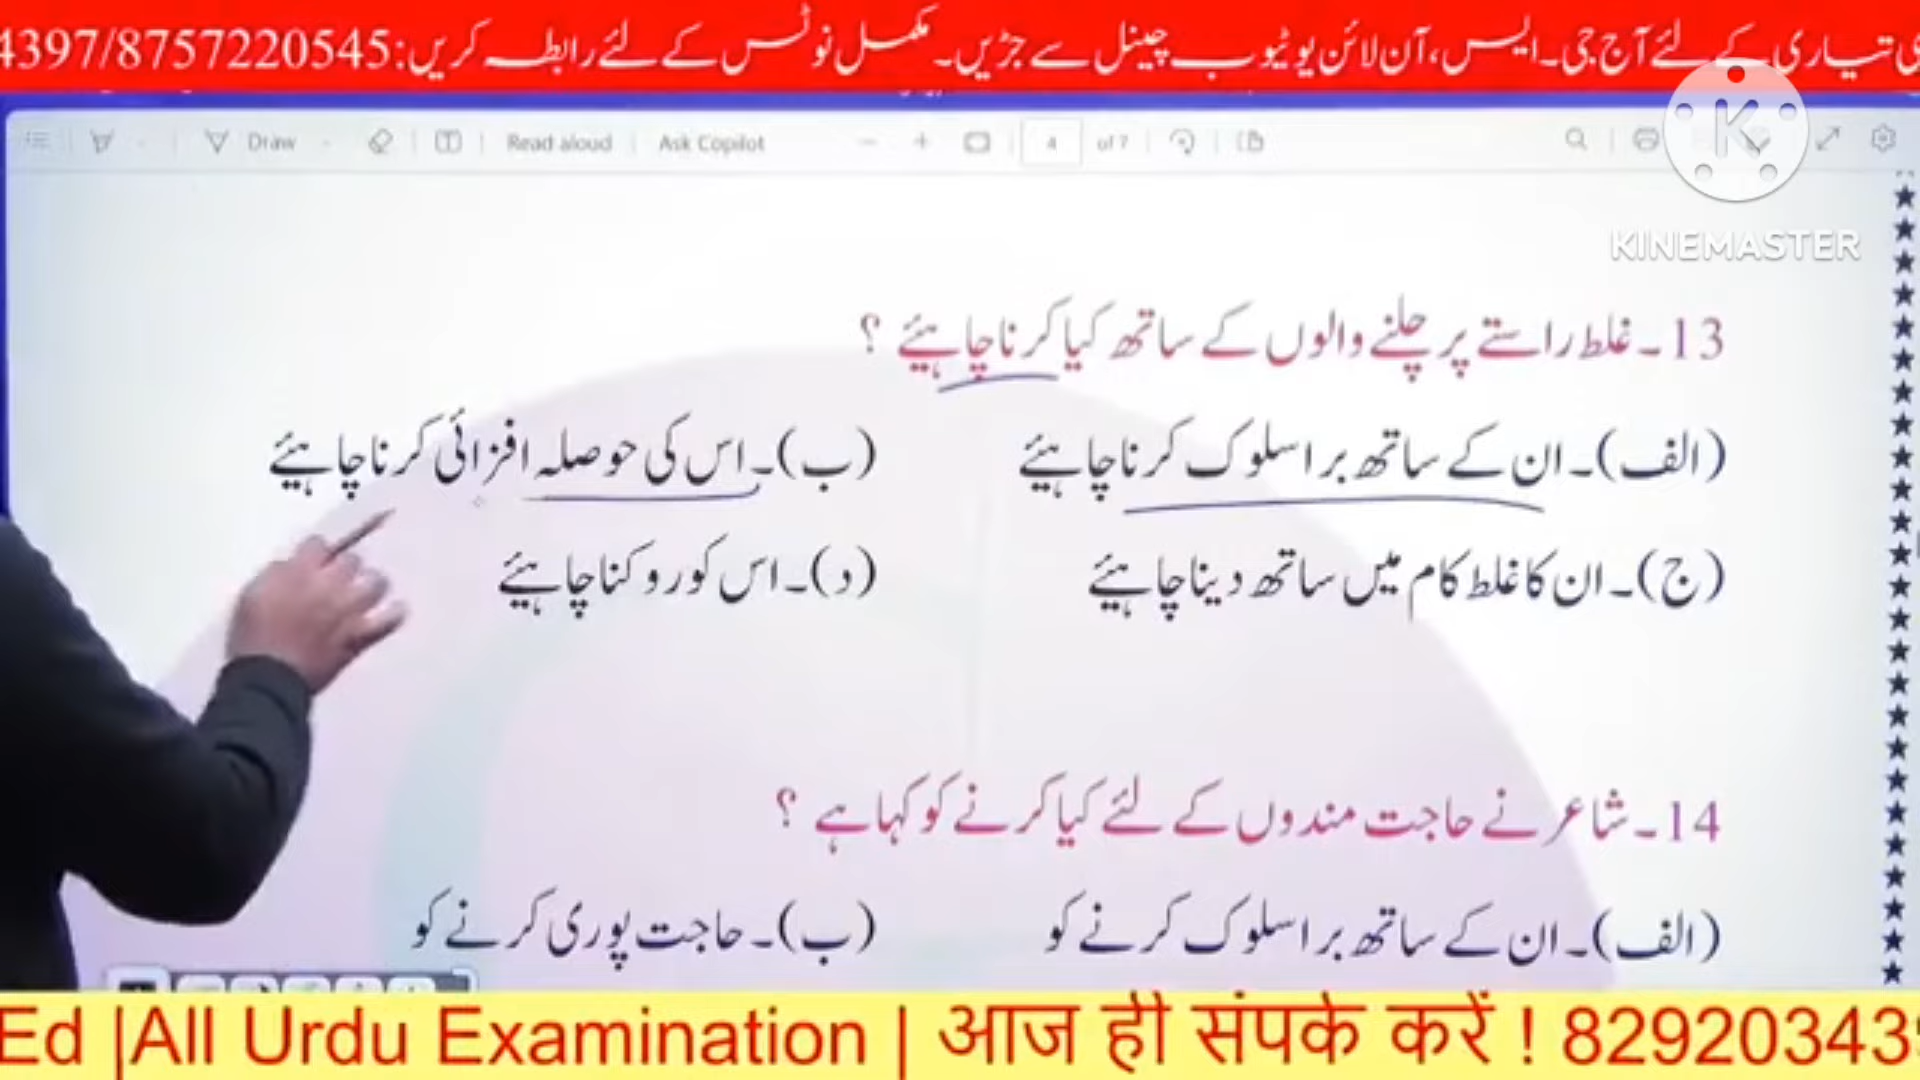 ی تیاری کے لئے آج جی۔ایس، آن لائن یوٹیوب چینل سے جڑیں۔ مکمل نوٹس کے لئے رابطہ کریں:4397/8757220545
Draw Read aloud Ask Copilot 4 of 7
KINEMASTER
13۔غلط راستے پر چلنے والوں کے ساتھ کیا کرنا چاہیئے ؟
(الف)۔ان کے ساتھ برا سلوک کرنا چاہیئے (ب)۔اس کی حوصلہ افزائی کرنا چاہیئے
(ج)۔ان کا غلط کام میں ساتھ دینا چاہیئے (د)۔اس کو روکنا چاہیئے
14۔شاعر نے حاجت مندوں کے لئے کیا کرنے کو کہا ہے ؟
(الف)۔ان کے ساتھ برا سلوک کرنے کو (ب)۔حاجت پوری کرنے کو
Ed |All Urdu Examination | आज ही संपर्क करें ! 829203439